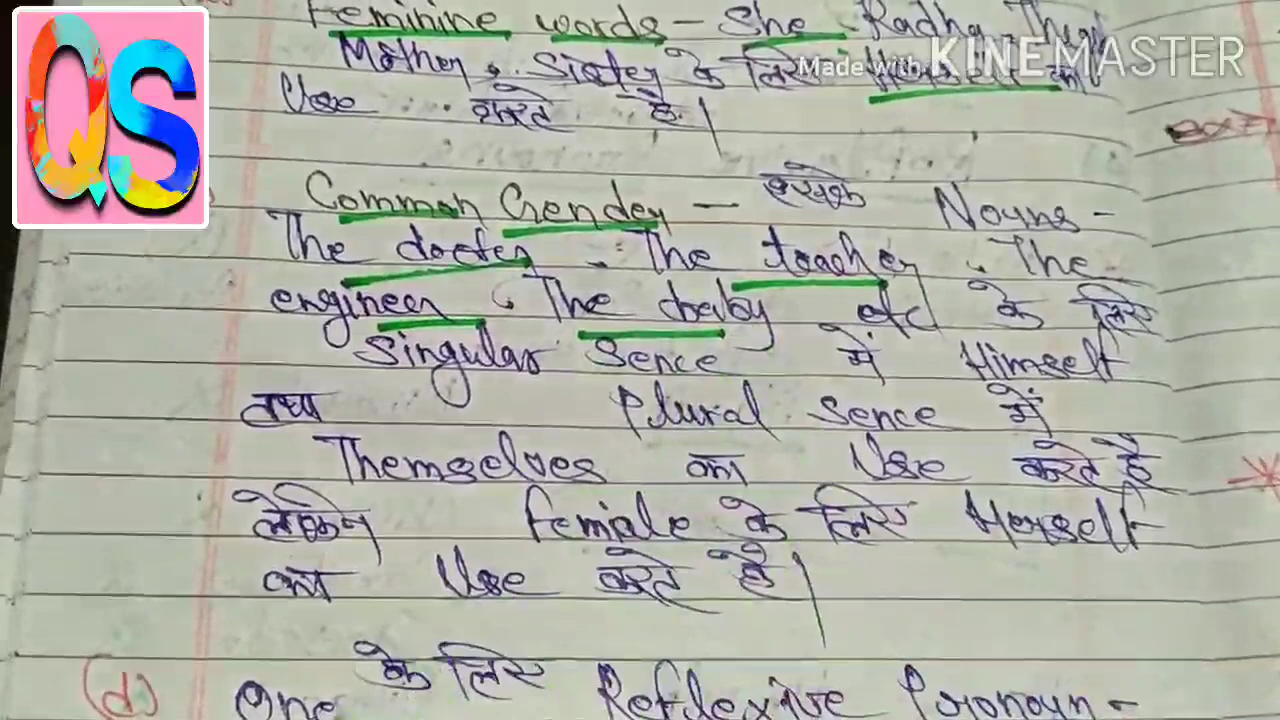 Feminine words - She. Radha, Their
Mother, Sister के लिए Herself का
Use करते है।
Common Gender - इसके Nouns -
The docter, The teacher, The
engineer, The baby etc के लिए
Singular Sence में Himself
तथा Plural Sence में
Themselves का Use करते है
लेकिन Female के लिए Herself
का Use करते है।
(d) One के लिए Reflexive Pronoun -
QS
Made with KINEMASTER